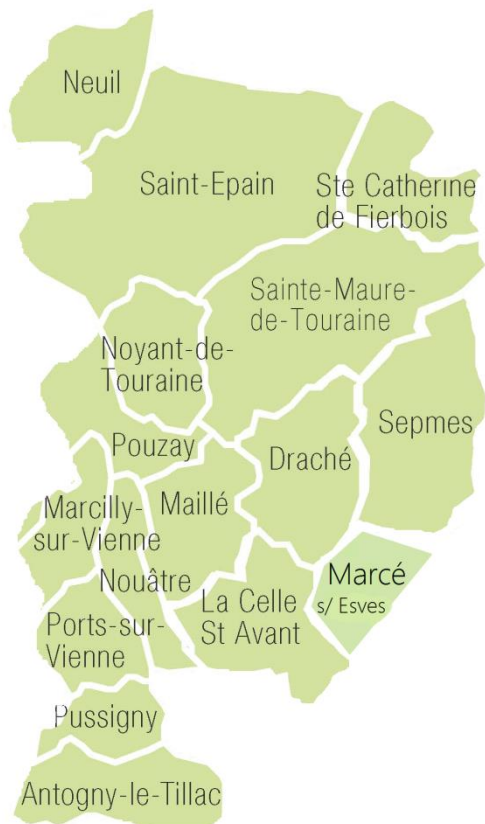 Neuil
Saint-Epain
Ste Catherine
de Fierbois
Sainte-Maure-
de-Touraine
Noyant-de-
Touraine
Sepmes
Pouzay
Draché
Marcilly-
sur-Vienne
Maillé
Nouâtre
Marcé
s/ Esves
La Celle
St Avant
Ports-sur-
Vienne
Pussigny
Antogny-le-Tillac